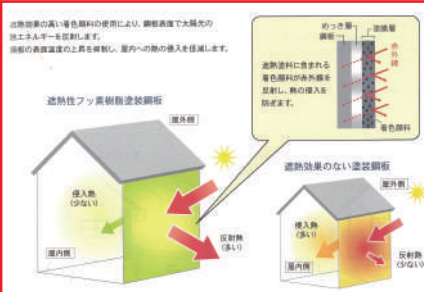 遮熱効果の高い着色顔料の使用により、鋼板表面で太陽光の
熱エネルギーを反射します。
鋼板の表面温度の上昇を抑制し、屋内への熱の侵入を低減します。
めっき層
塗膜層
鋼板
赤外線
遮熱塗料に含まれる
着色顔料が赤外線を
反射し、熱の侵入を
防ぎます。
着色顔料
遮熱性フッ素樹脂塗装鋼板
屋外側
侵入熱
(少ない)
屋内側
反射熱
(多い)
遮熱効果のない塗装鋼板
屋外側
侵入熱
(多い)
屋内側
反射熱
(少ない)